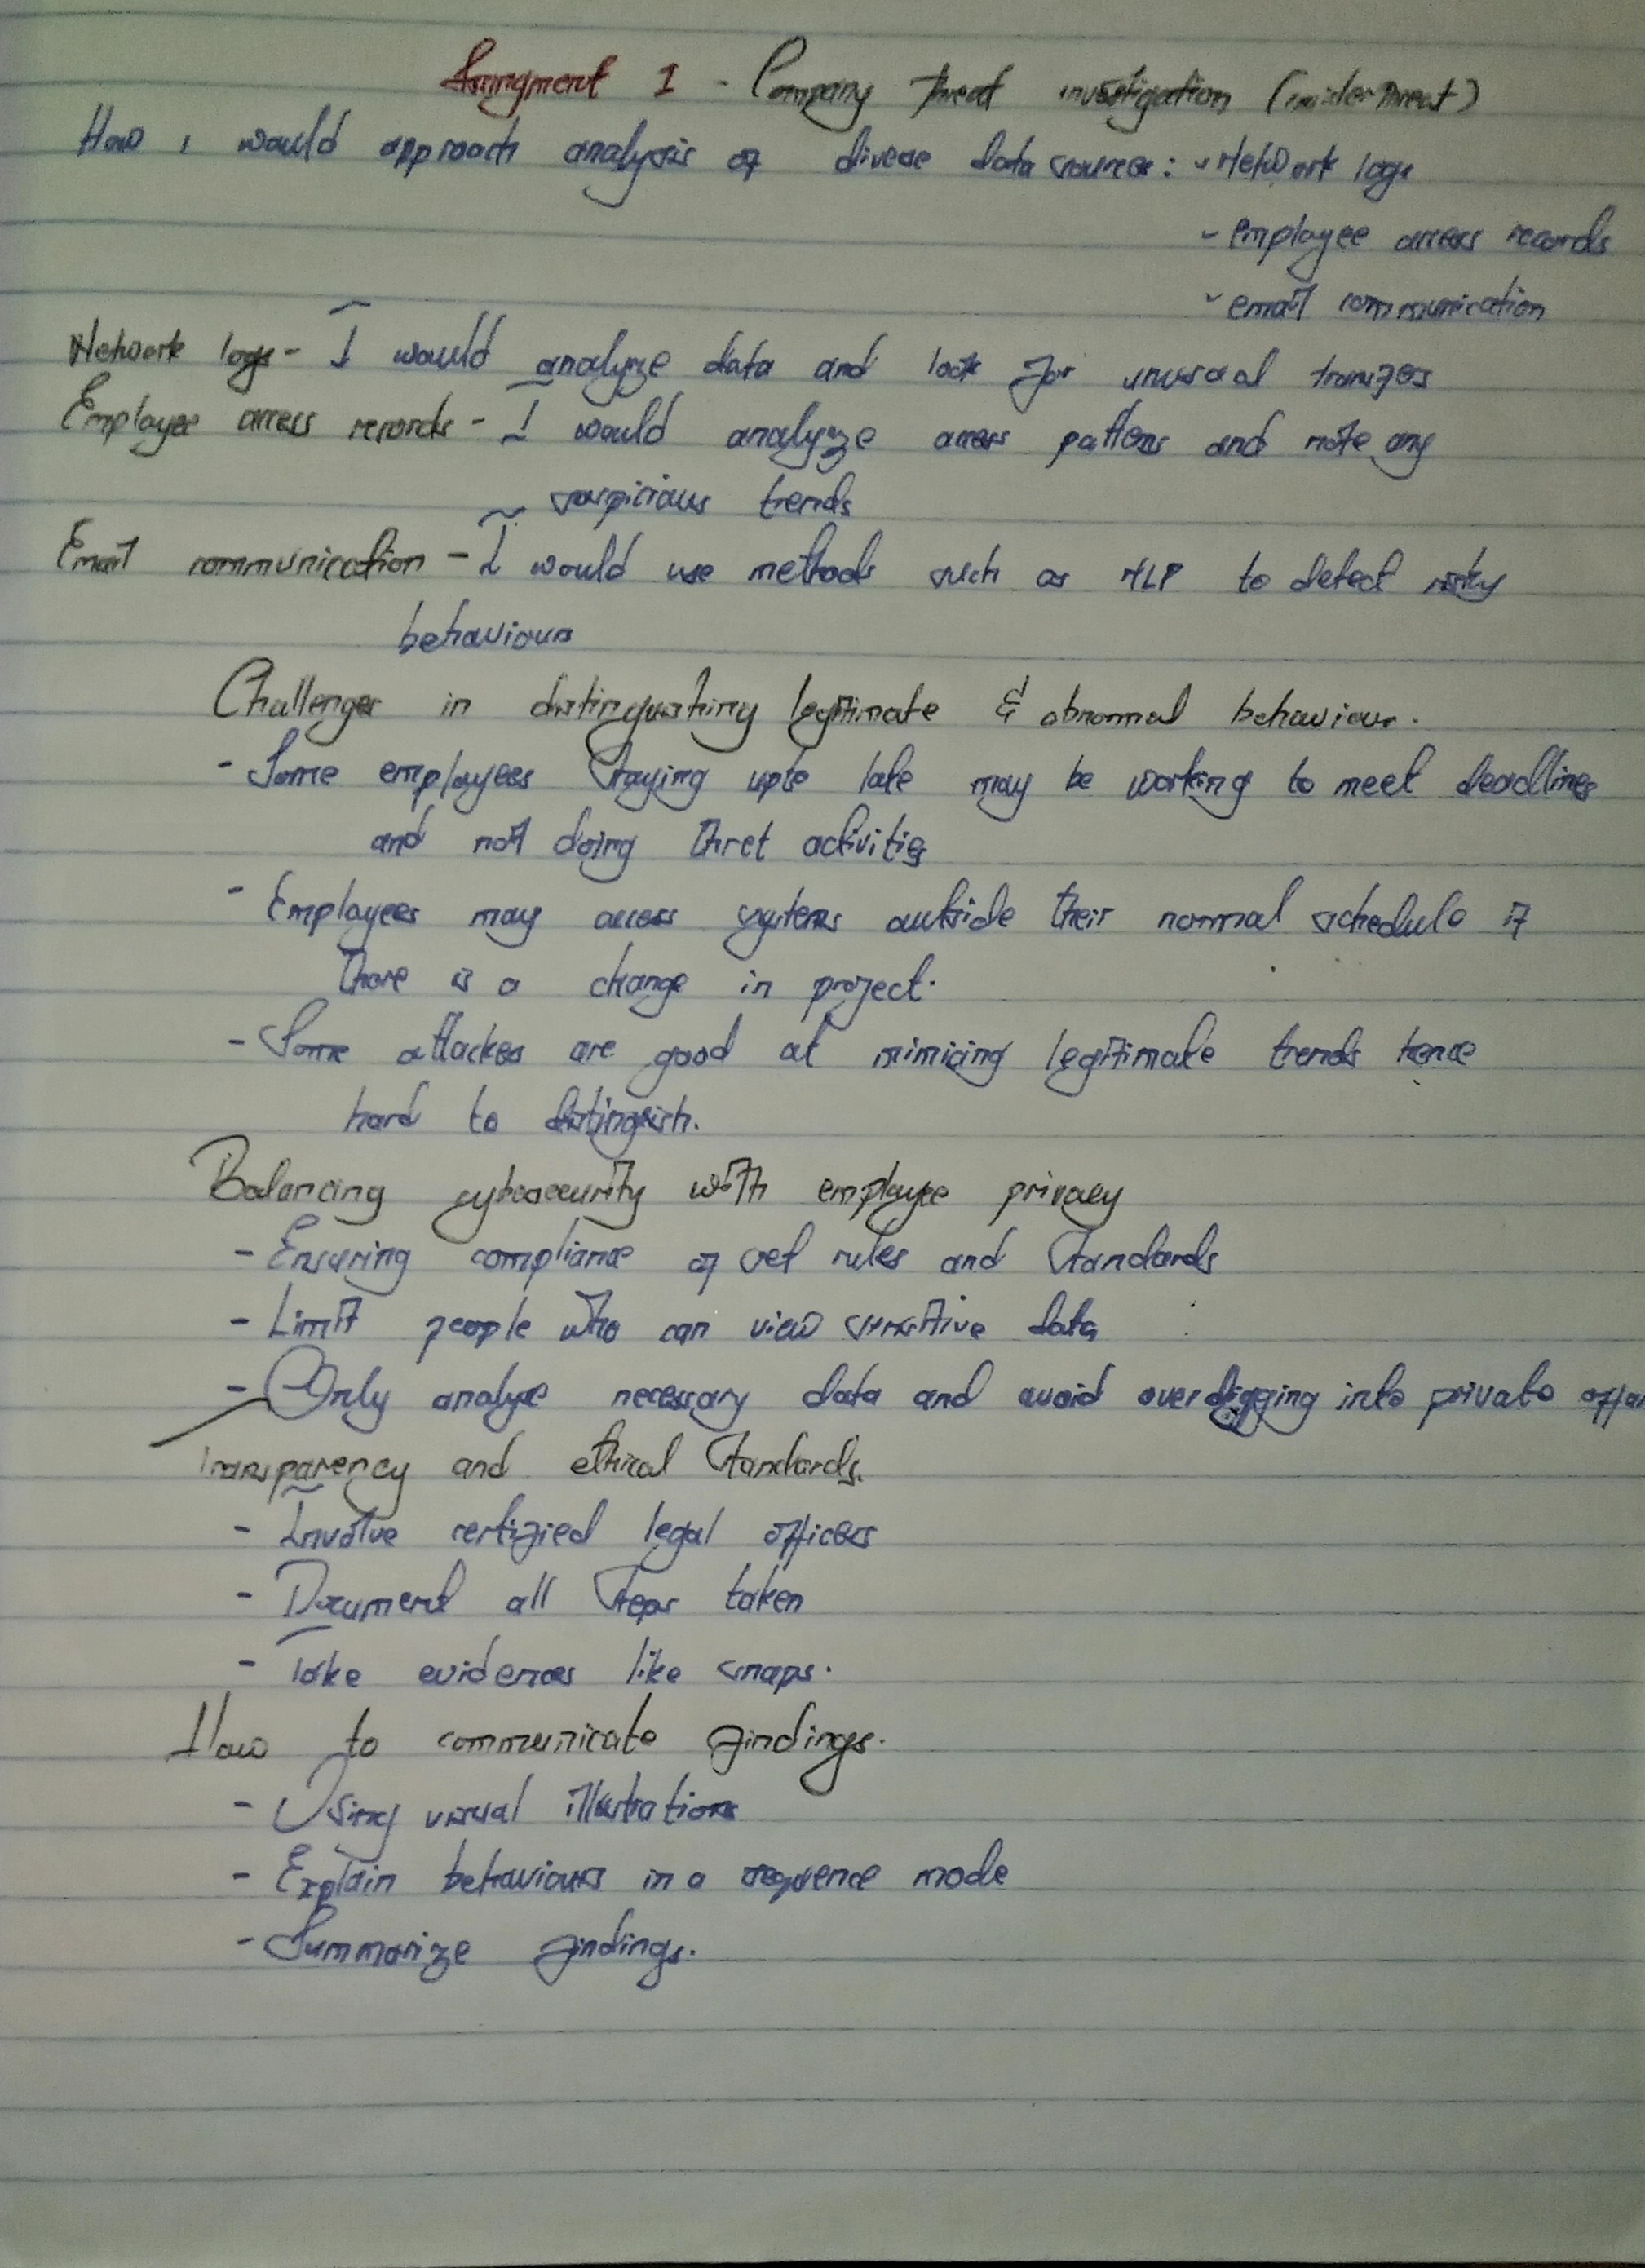 Assingment 1 - Company threat investigation (insider threat)
How I would approach analysis of diverse data sources: - Network logs
- employee access records
- email communication
Network logs - I would analyze data and look for unusual transfers
Employee access records - I would analyze access patterns and note any
suspicious trends
Email communication - I would use methods such as NLP to detect risky
behaviours
Challenges in distinguishing legitimate & abnormal behaviour.
- Some employees staying upto late may be working to meet deadlines
and not doing thret activities
- Employees may access systems outside their normal schedule if
there is a change in project.
- Some attackers are good at mimicing legitimate trends hence
hard to distinguish.
Balancing cybersecurity with employee privacy
- Ensuring compliance of set rules and standards
- Limit people who can view sensitive data
- Only analyse necessary data and avoid over digging into private affair
Transparency and ethical standards.
- Involve certified legal officers
- Document all steps taken
- Take evidences like snaps.
How to communicate findings.
- Using visual illustrations
- Explain behaviours in a sequence mode
- Summarize findings.